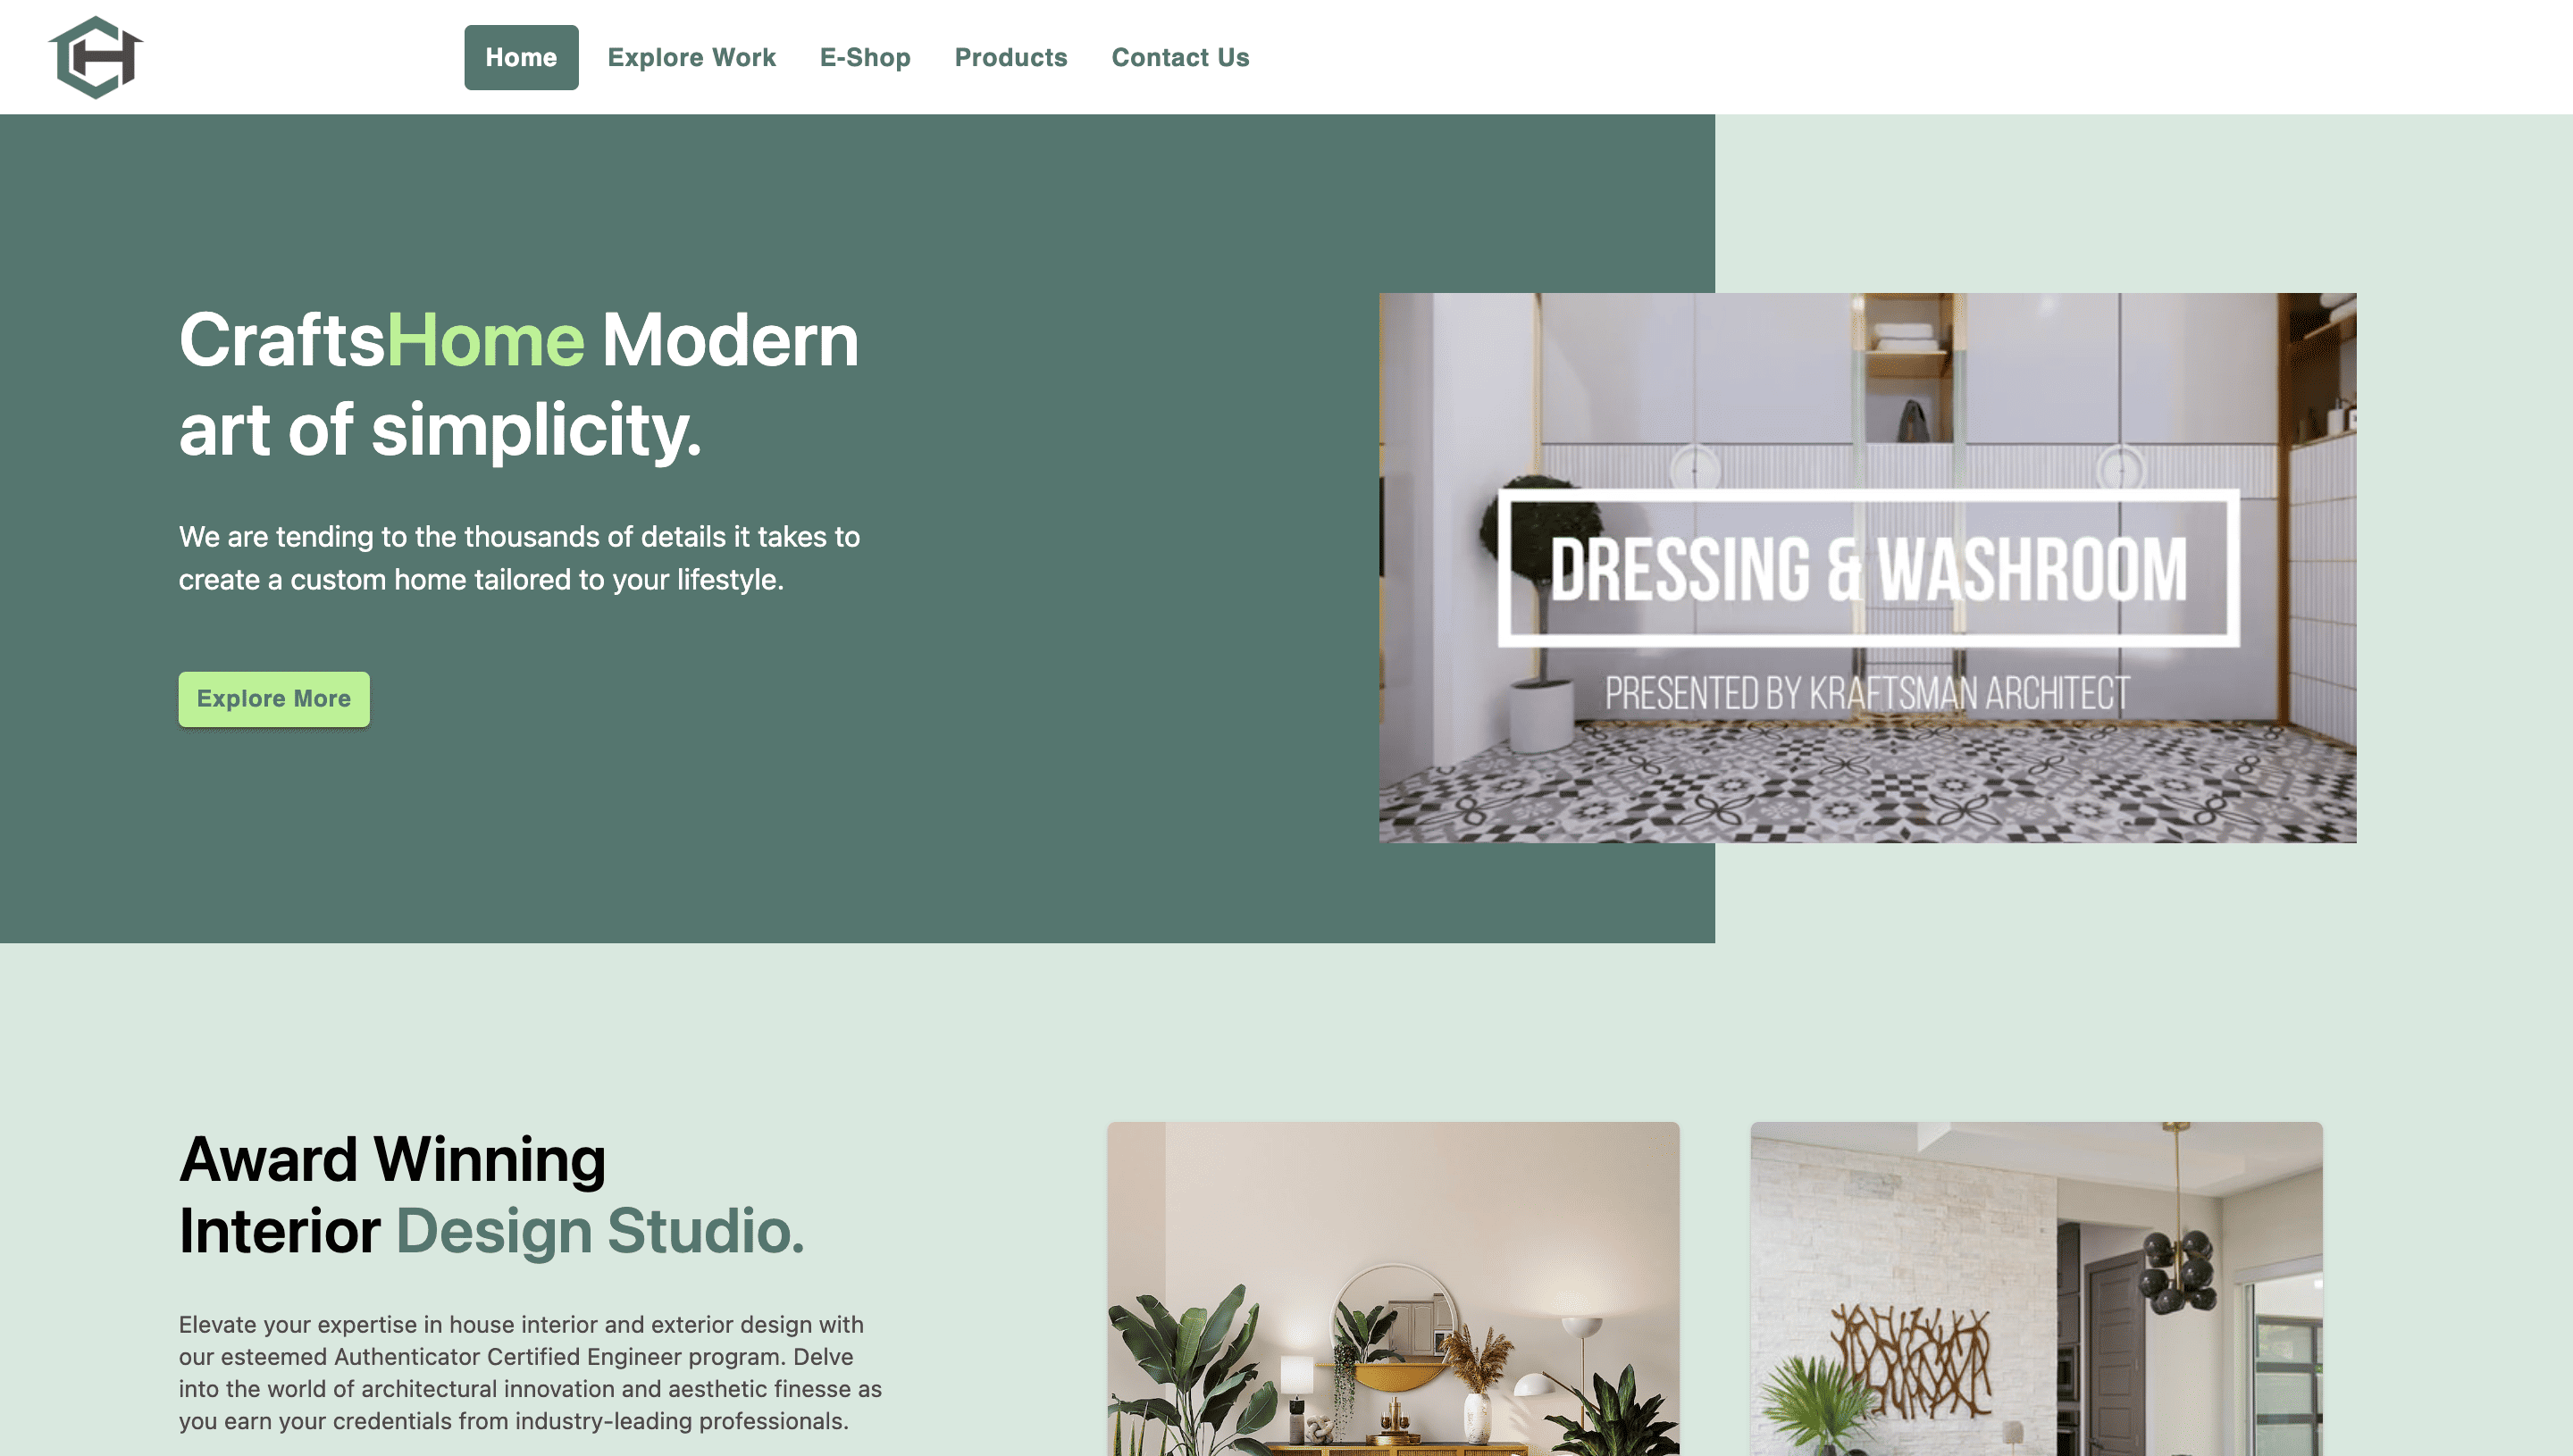 Home Explore Work E-Shop Products Contact Us
CraftsHome Modern
art of simplicity.
We are tending to the thousands of details it takes to
create a custom home tailored to your lifestyle.
Explore More
DRESSING & WASHROOM
PRESENTED BY KRAFTSMAN ARCHITECT
Award Winning
Interior Design Studio.
Elevate your expertise in house interior and exterior design with
our esteemed Authenticator Certified Engineer program. Delve
into the world of architectural innovation and aesthetic finesse as
you earn your credentials from industry-leading professionals.